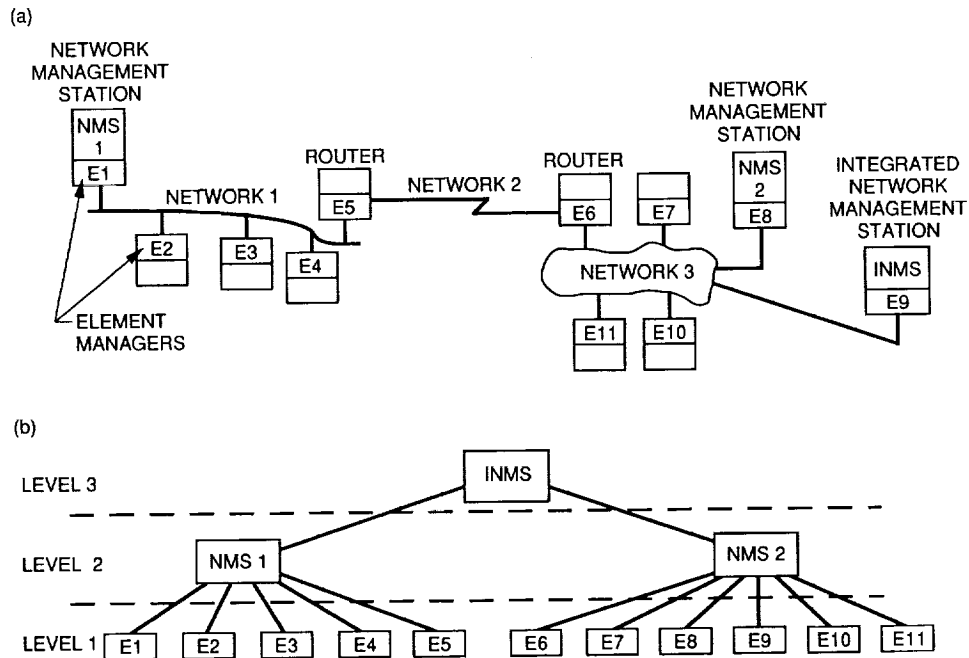 (a)
NETWORK
MANAGEMENT
STATION
NMS
1
E1
NETWORK 1
E2
E3
E4
ELEMENT
MANAGERS
ROUTER
E5
NETWORK 2
ROUTER
E6
E7
NETWORK
MANAGEMENT
STATION
NMS
2
E8
INTEGRATED
NETWORK
MANAGEMENT
STATION
INMS
E9
NETWORK 3
E11
E10
(b)
LEVEL 3
INMS
LEVEL 2
NMS 1
NMS 2
LEVEL 1
E1
E2
E3
E4
E5
E6
E7
E8
E9
E10
E11